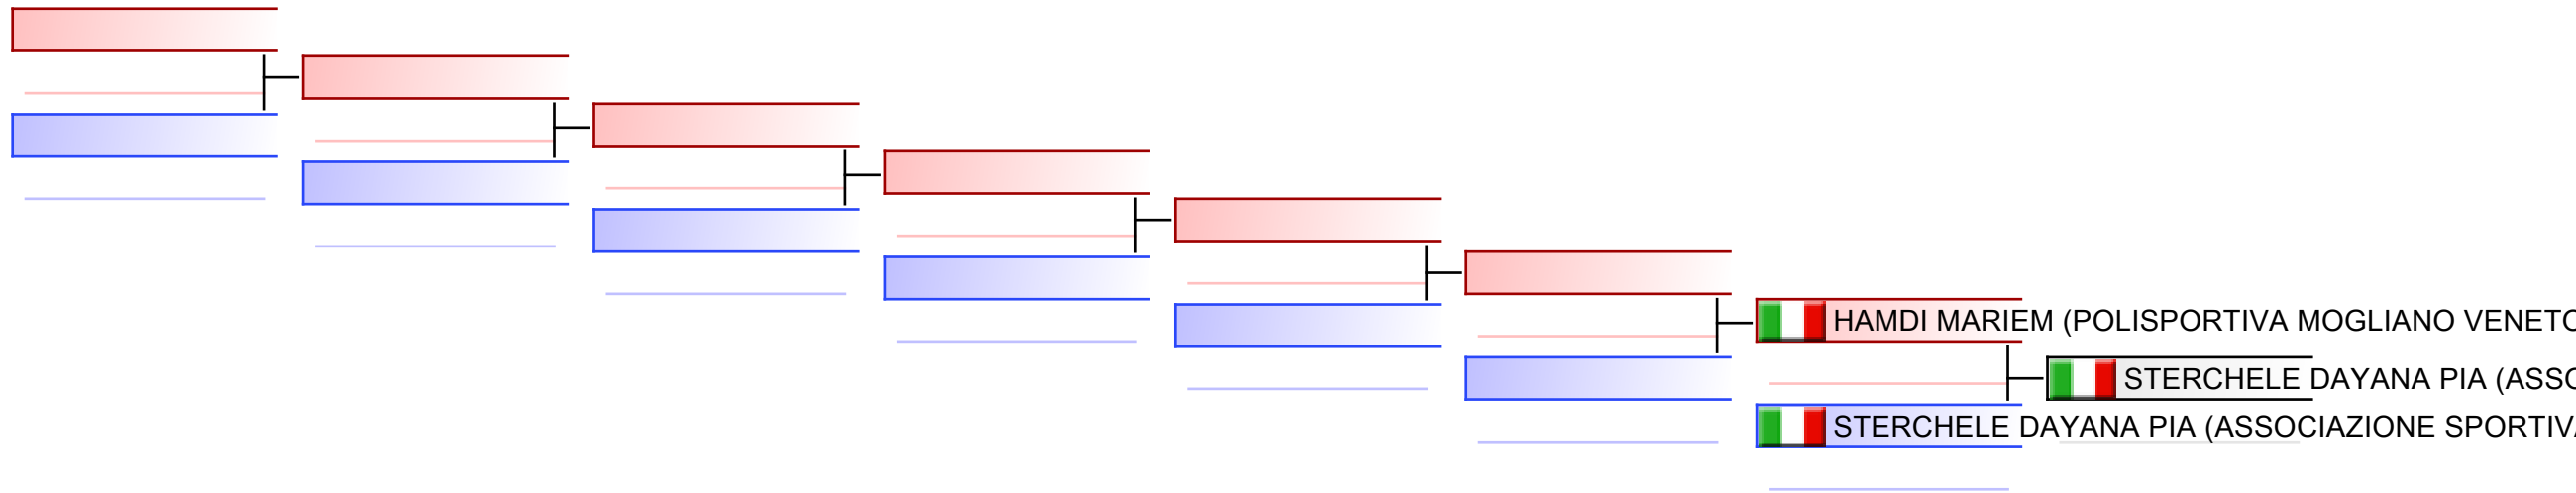 HAMDI MARIEM (POLISPORTIVA MOGLIANO VENETO
STERCHELE DAYANA PIA (ASSO
STERCHELE DAYANA PIA (ASSOCIAZIONE SPORTIVA